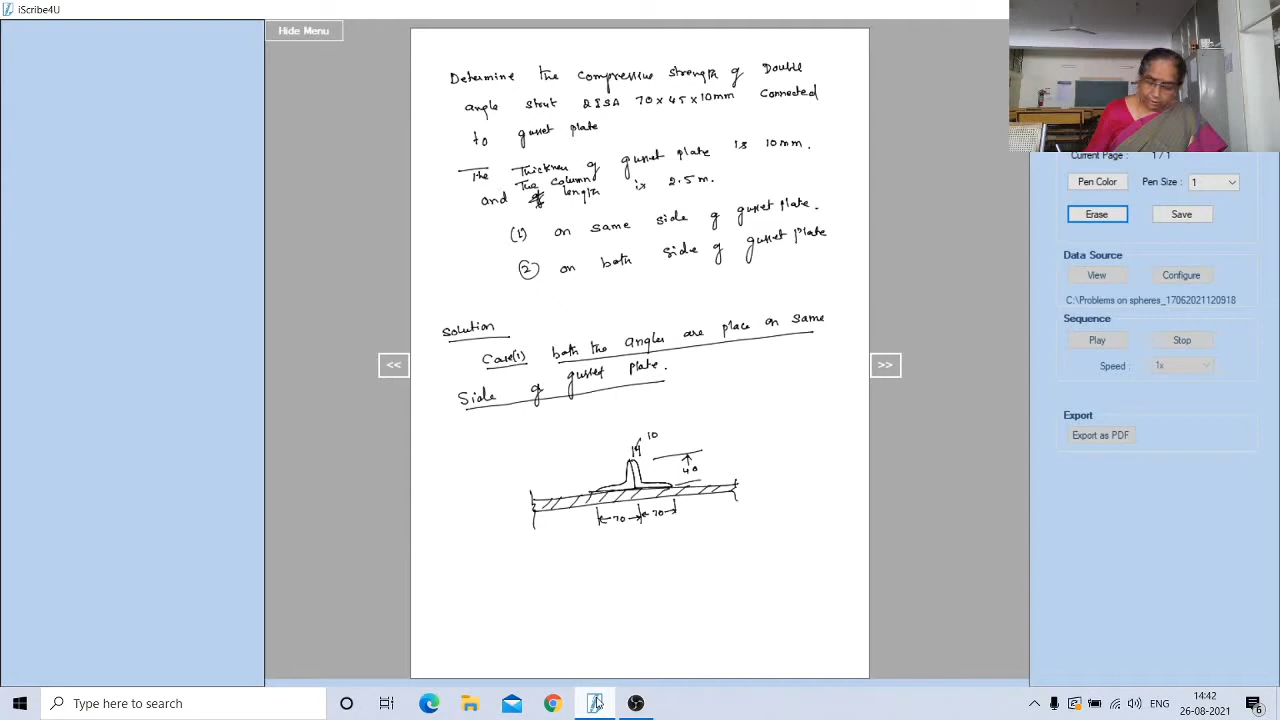 iScribe4U
Hide Menu
Determine the compressive strength of Double
angle strut 2ISA 70 x 45 x 10mm connected
to gusset plate
The Thickness of gusset plate is 10mm.
The column
and length is 2.5m.
(1) on same side of gusset plate.
(2) on both side of gusset plate
Solution
Case(1) both the angles are place on same
Side of gusset plate.
10
40
70 70
<<
>>
Current Page : 1 / 1
Pen Color Pen Size : 1
Erase Save
Data Source
View Configure
C:\Problems on spheres_17062021120918
Sequence
Play Stop
Speed : 1x
Export
Export as PDF
Type here to search
ENG
14:42
26-08-2021
6